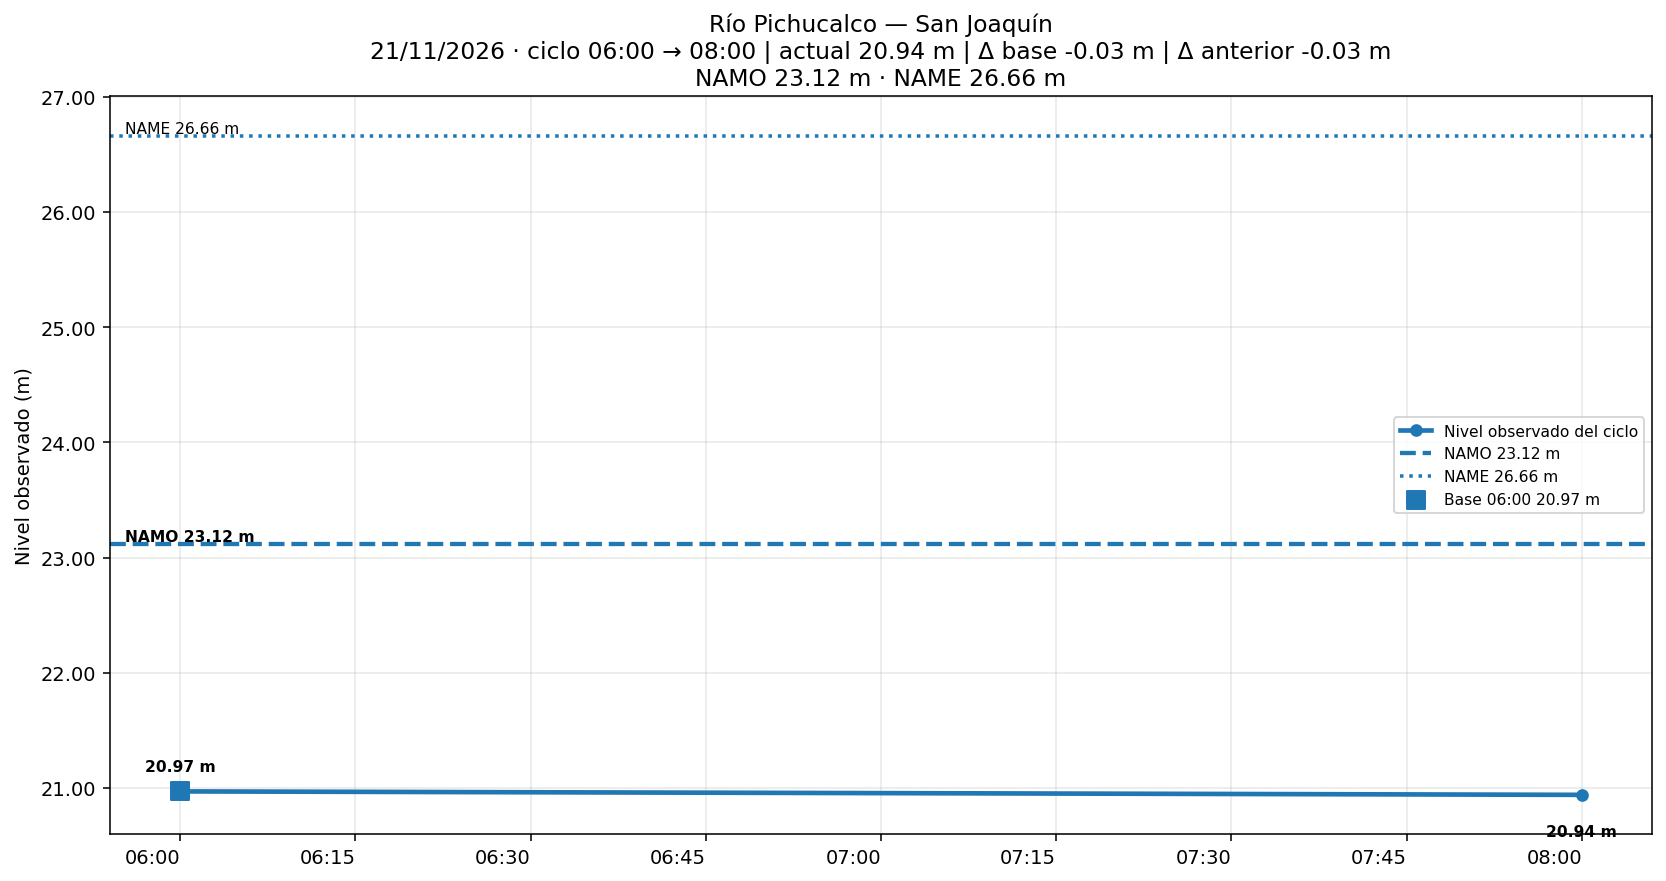 Río Pichucalco — San Joaquín
21/11/2026 · ciclo 06:00 → 08:00 | actual 20.94 m | Δ base -0.03 m | Δ anterior -0.03 m
NAMO 23.12 m · NAME 26.66 m
27.00
NAME 26.66 m
26.00
25.00
Nivel observado (m)
24.00
Nivel observado del ciclo
NAMO 23.12 m
NAME 26.66 m
Base 06:00 20.97 m
NAMO 23.12 m
23.00
22.00
20.97 m
21.00
20.94 m
06:00 06:15 06:30 06:45 07:00 07:15 07:30 07:45 08:00